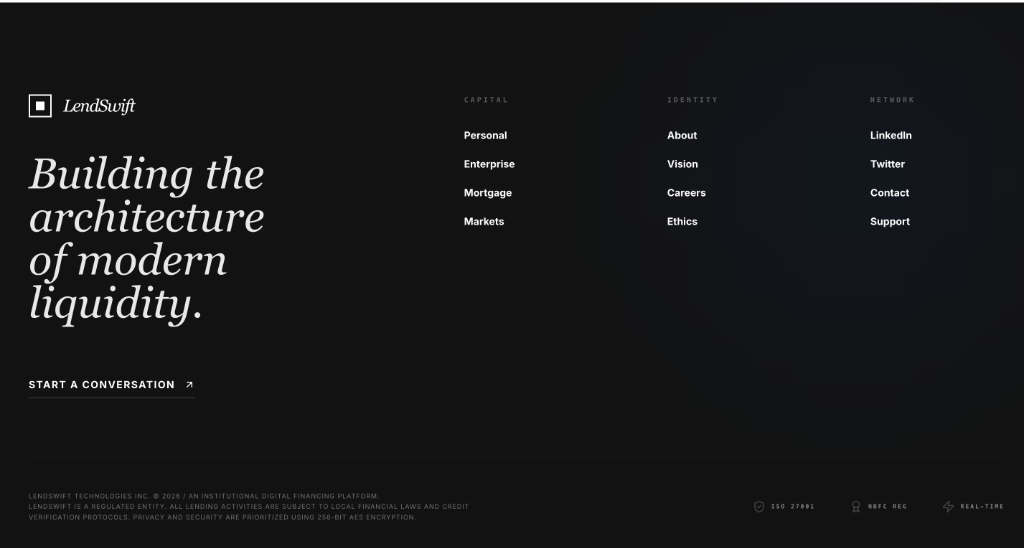 LendSwift
Building the
architecture
of modern
liquidity.
START A CONVERSATION
CAPITAL
Personal
Enterprise
Mortgage
Markets
IDENTITY
About
Vision
Careers
Ethics
NETWORK
LinkedIn
Twitter
Contact
Support
LENDSWIFT TECHNOLOGIES INC. © 2026 / AN INSTITUTIONAL DIGITAL FINANCING PLATFORM.
LENDSWIFT IS A REGULATED ENTITY. ALL LENDING ACTIVITIES ARE SUBJECT TO LOCAL FINANCIAL LAWS AND CREDIT
VERIFICATION PROTOCOLS. PRIVACY AND SECURITY ARE PRIORITIZED USING 256-BIT AES ENCRYPTION.
ISO 27001
NBFC REG
REAL-TIME